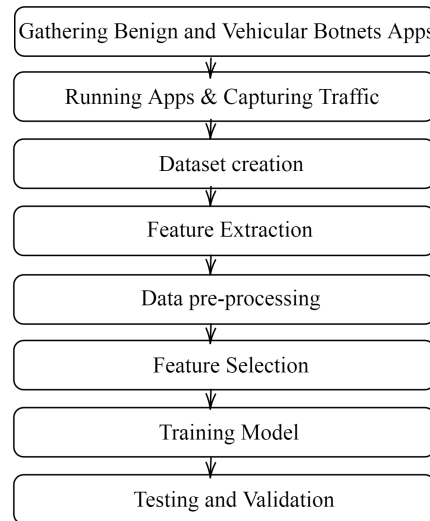 Gathering Benign and Vehicular Botnets Apps
Running Apps & Capturing Traffic
Dataset creation
Feature Extraction
Data pre-processing
Feature Selection
Training Model
Testing and Validation